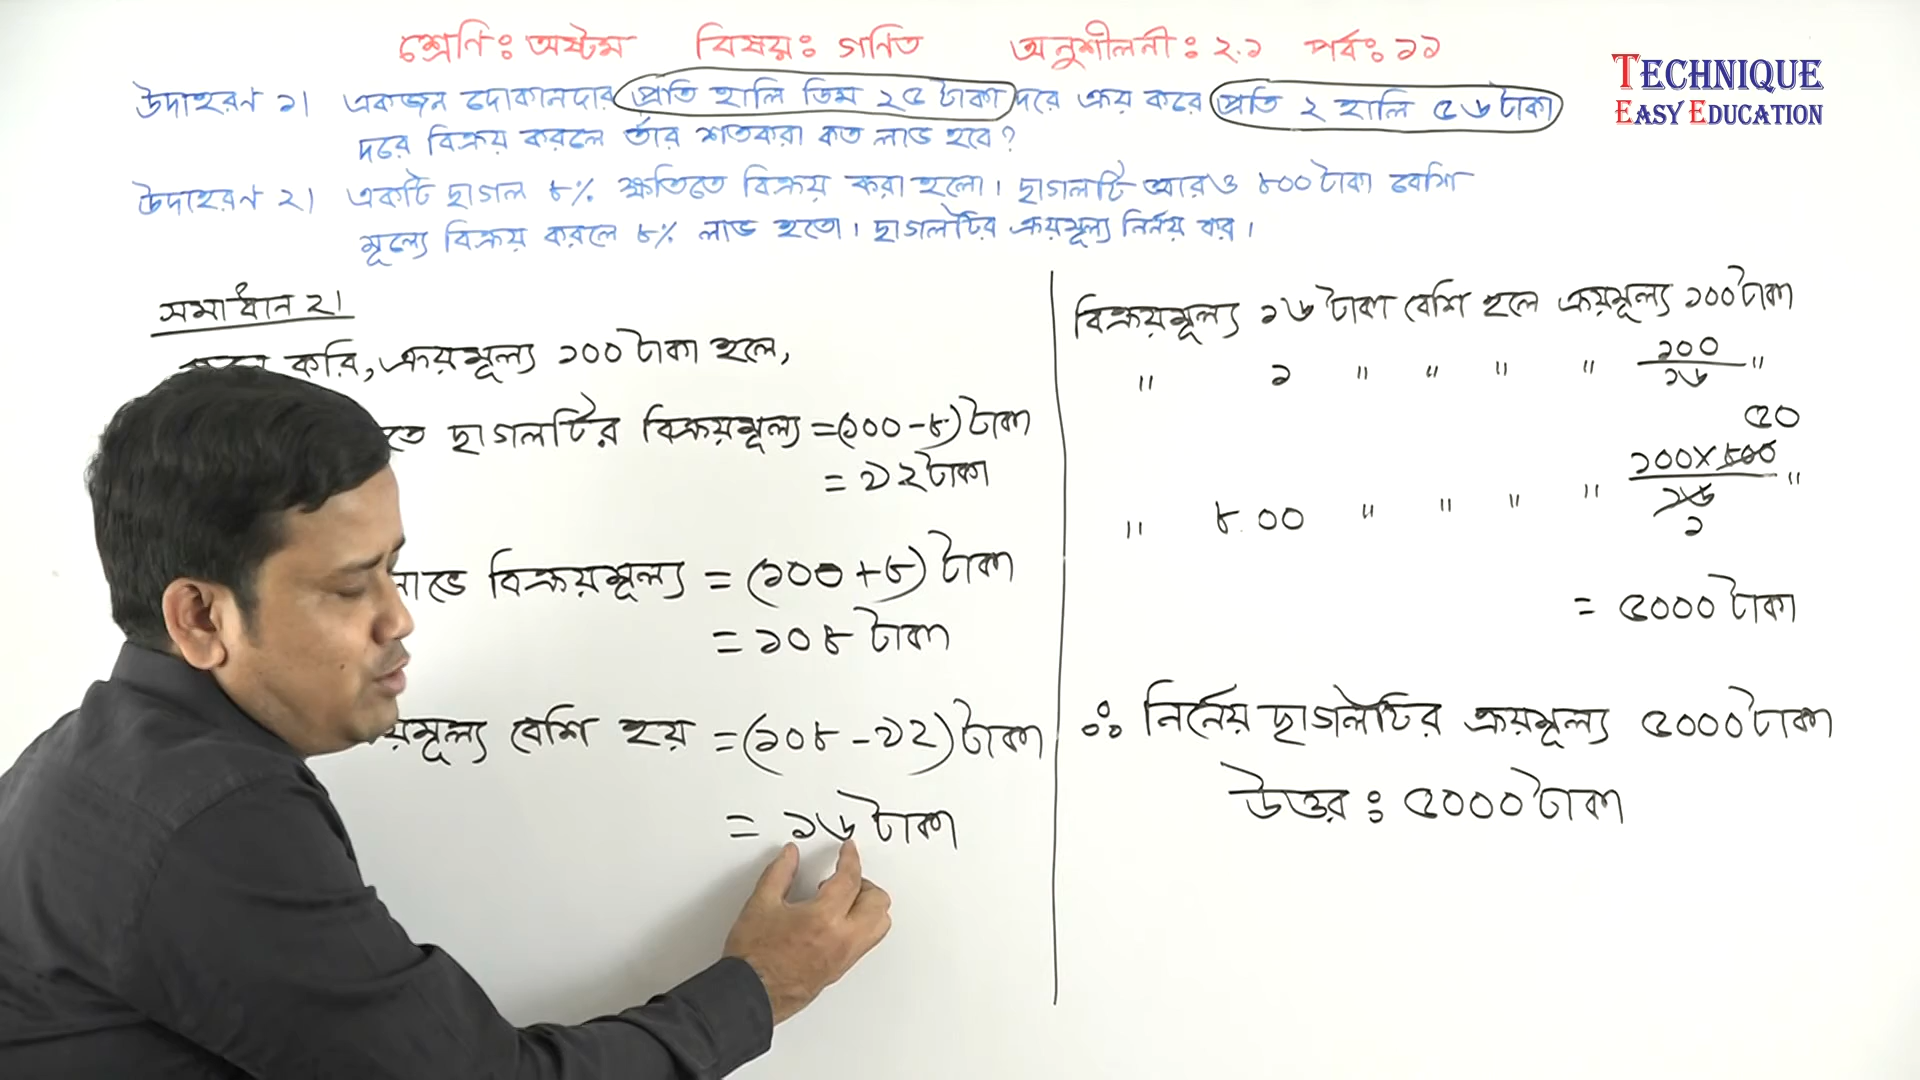 শ্রেণি: অষ্টম বিষয়: গণিত অনুশীলনী: ২.১ পর্ব: ১১
TECHNIQUE
EASY EDUCATION
উদাহরণ ১। একজন দোকানদার প্রতি হালি ডিম ২৫ টাকা দরে ক্রয় করে প্রতি ২ হালি ৫৬ টাকা
দরে বিক্রয় করলে তাঁর শতকরা কত লাভ হবে?
উদাহরণ ২। একটি ছাগল ৮% ক্ষতিতে বিক্রয় করা হলো। ছাগলটি আরও ৮০০ টাকা বেশি
মূল্যে বিক্রয় করলে ৮% লাভ হতো। ছাগলটির ক্রয়মূল্য নির্ণয় কর।
সমাধান ২।
করি, ক্রয়মূল্য ১০০ টাকা হলে,
তে ছাগলটির বিক্রয়মূল্য = (১০০ - ৮) টাকা
= ৯২ টাকা
লাভে বিক্রয়মূল্য = (১০০ + ৮) টাকা
= ১০৮ টাকা
য়মূল্য বেশি হয় = (১০৮ - ৯২) টাকা
= ১৬ টাকা
বিক্রয়মূল্য ১৬ টাকা বেশি হলে ক্রয়মূল্য ১০০ টাকা
" ১ " " " " ১০০/১৬ "
৫০
" ৮০০ " " " " ১০০×৮০০/১৬ "
১
= ৫০০০ টাকা
∴ নির্ণেয় ছাগলটির ক্রয়মূল্য ৫০০০ টাকা
উত্তর: ৫০০০ টাকা